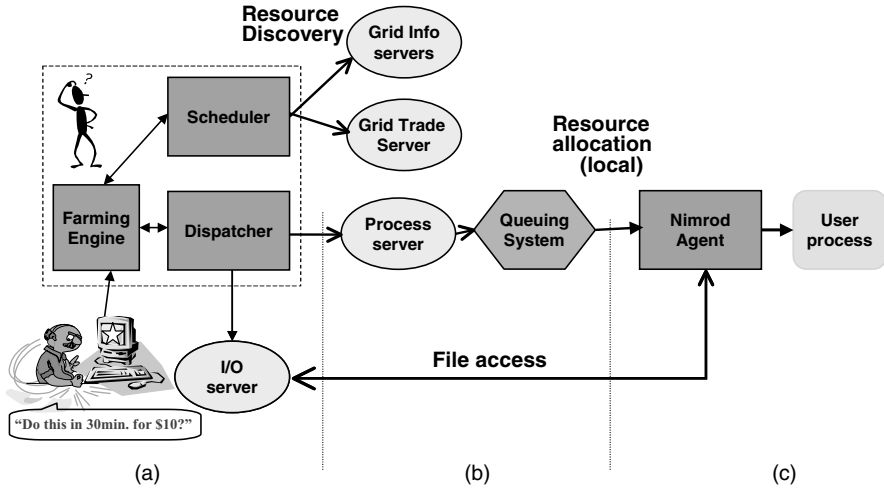 Resource
Discovery
Grid Info
servers
?
Scheduler
Grid Trade
Server
Resource
allocation
(local)
Farming
Engine
Dispatcher
Process
server
Queuing
System
Nimrod
Agent
User
process
I/O
server
File access
“Do this in 30min. for $10?”
(a)
(b)
(c)